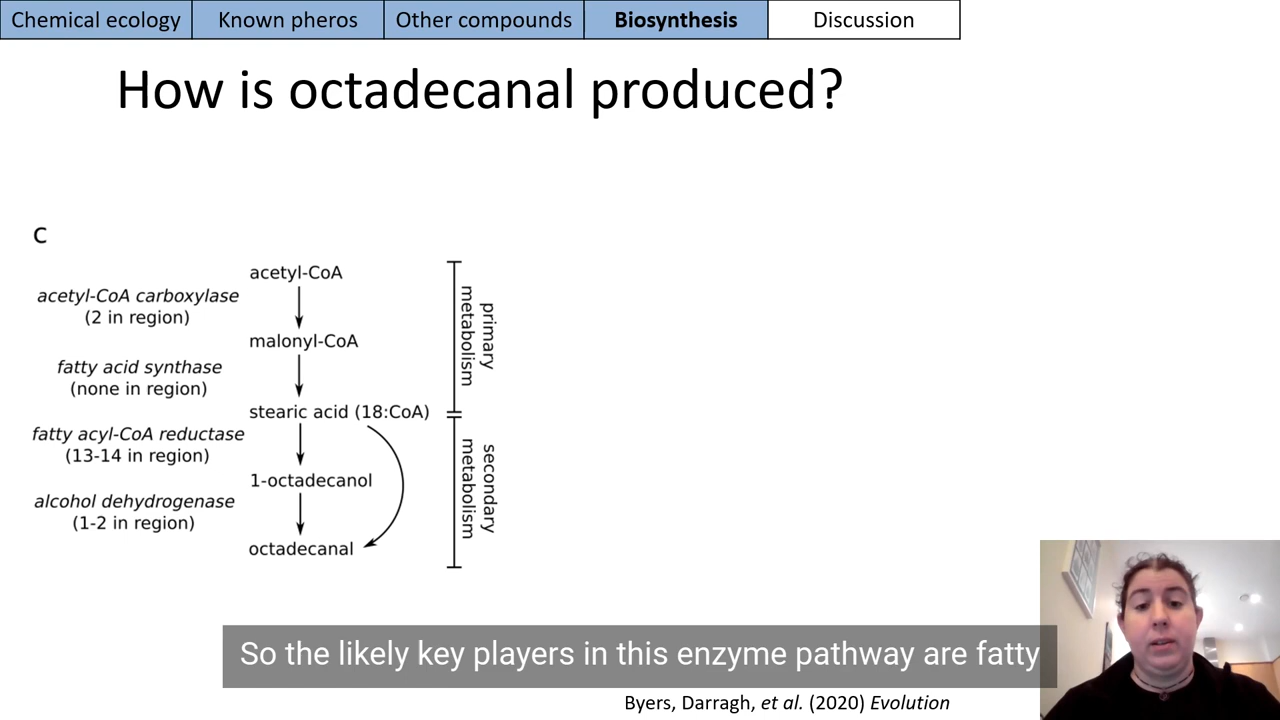 Chemical ecology
Known pheros
Other compounds
Biosynthesis
Discussion
How is octadecanal produced?
C
acetyl-CoA
acetyl-CoA carboxylase
(2 in region)
malonyl-CoA
fatty acid synthase
(none in region)
stearic acid (18:CoA)
fatty acyl-CoA reductase
(13-14 in region)
1-octadecanol
alcohol dehydrogenase
(1-2 in region)
octadecanal
primary
metabolism
secondary
metabolism
So the likely key players in this enzyme pathway are fatty
Byers, Darragh, et al. (2020) Evolution